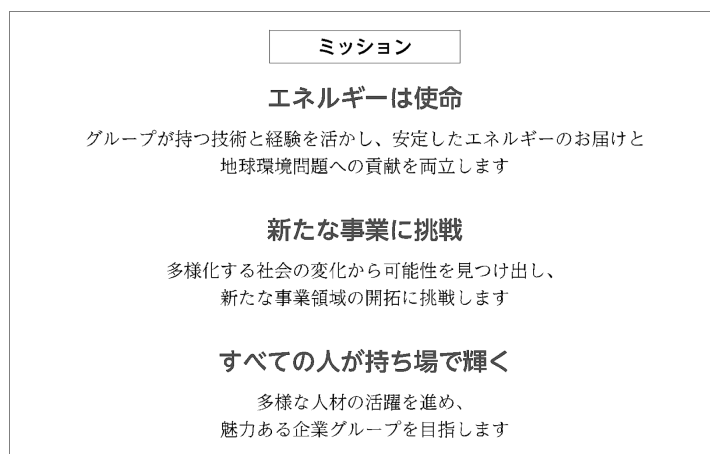 ミッション
エネルギーは使命
グループが持つ技術と経験を活かし、安定したエネルギーのお届けと
地球環境問題への貢献を両立します
新たな事業に挑戦
多様化する社会の変化から可能性を見つけ出し、
新たな事業領域の開拓に挑戦します
すべての人が持ち場で輝く
多様な人材の活躍を進め、
魅力ある企業グループを目指します